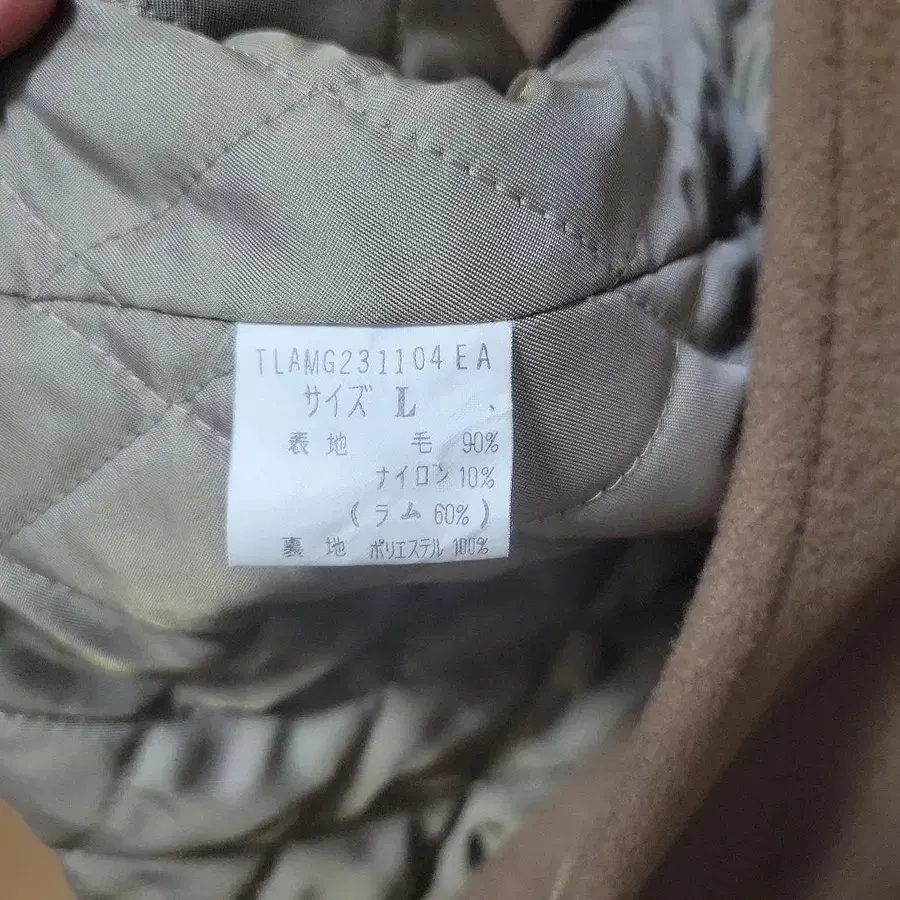 TLAMG231104EA
サイズ L
表地 毛 90%
ナイロン 10%
(ラム 60%)
裏地 ポリエステル 100%